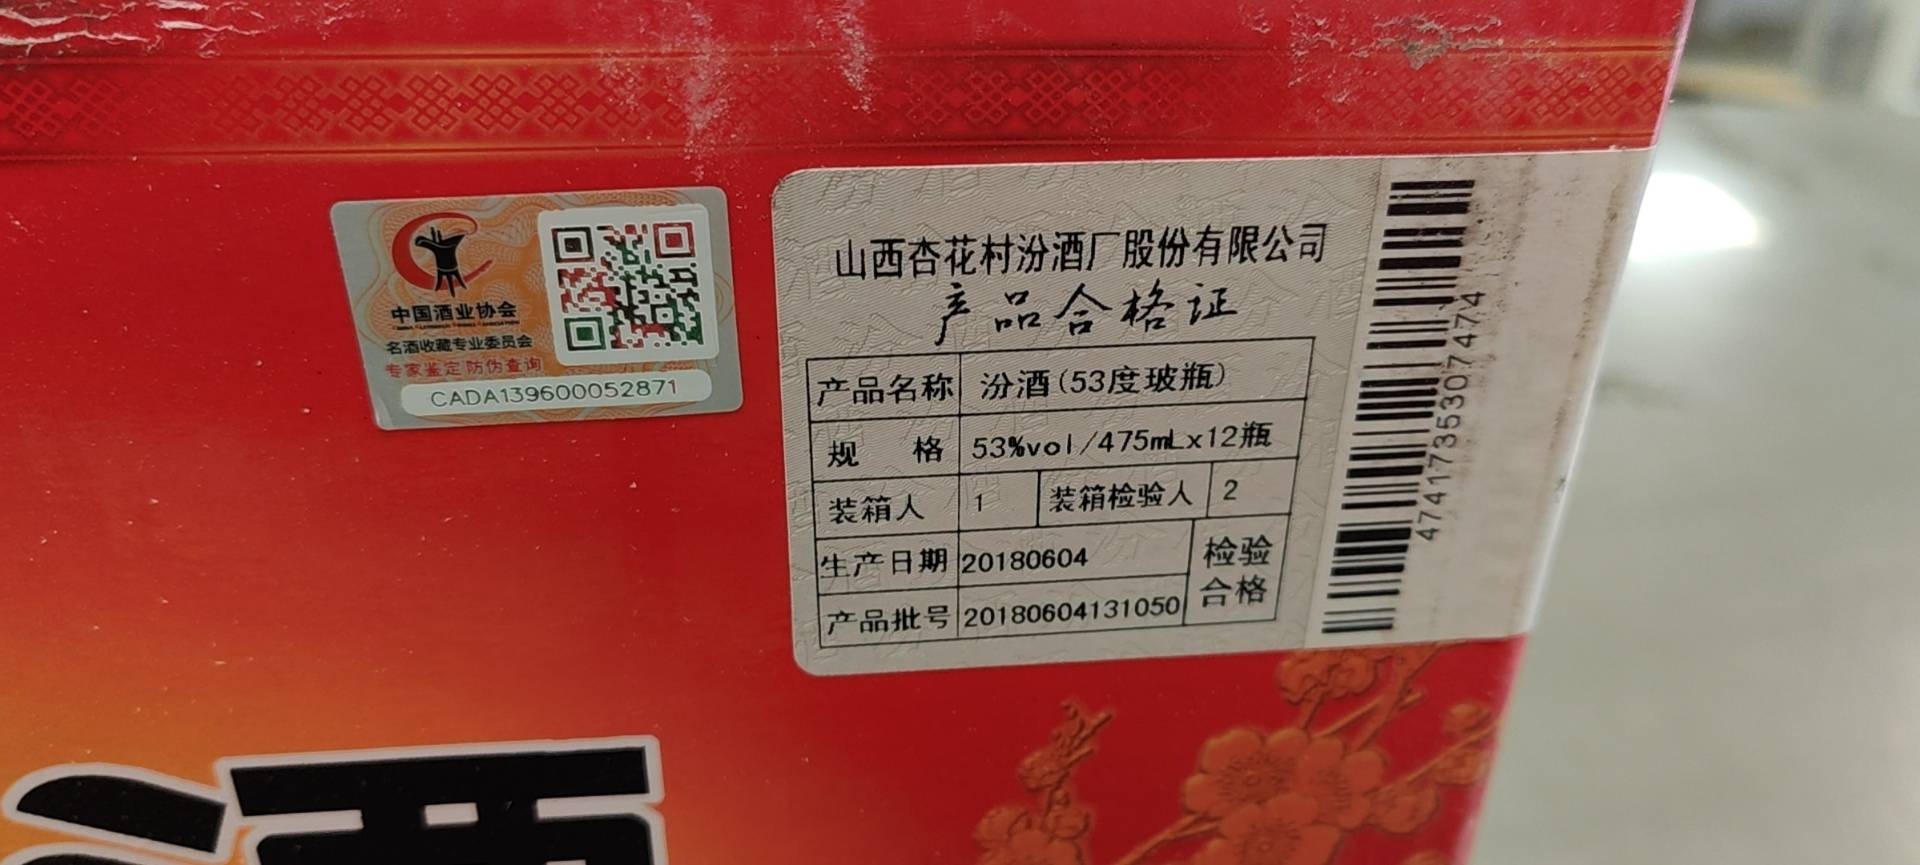 中国酒业协会
名酒收藏专业委员会
专家鉴定 防伪查询
CADA139600052871
山西杏花村汾酒厂股份有限公司
产品合格证
产品名称 汾酒(53度玻瓶)
规 格 53%vol/475mLx12瓶
装箱人 1 装箱检验人 2
生产日期 20180604
检验合格
产品批号 20180604131050
4741735307474
酒